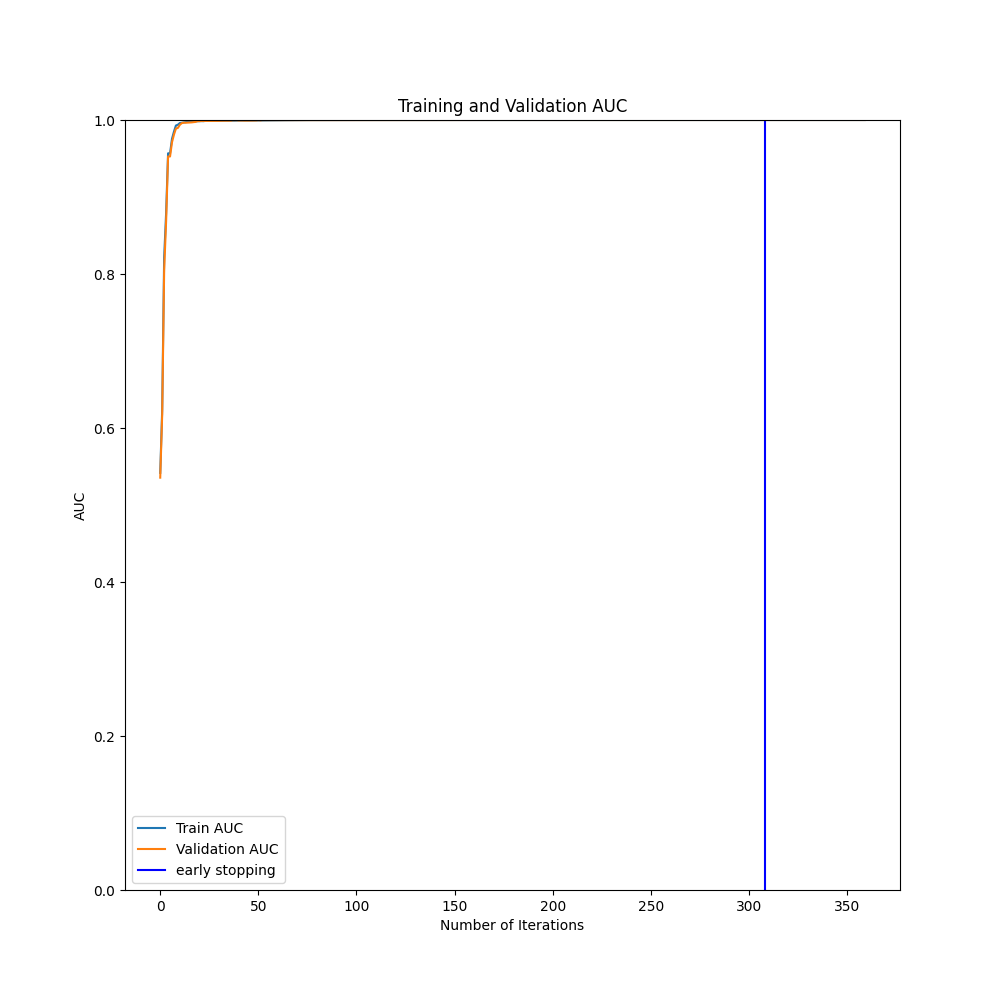 Training and Validation AUC
1.0
0.8
0.6
0.4
0.2
0.0
AUC
Train AUC
Validation AUC
early stopping
0 50 100 150 200 250 300 350
Number of Iterations